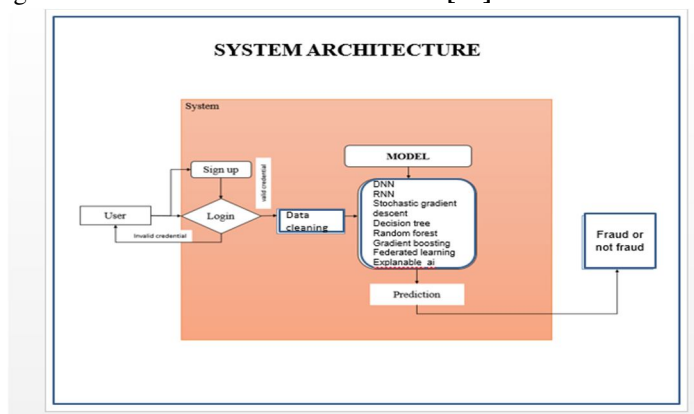 SYSTEM ARCHITECTURE
System
Sign up
valid credential
User
Login
Invalid credential
Data
cleaning
MODEL
DNN
RNN
Stochastic gradient
descent
Decision tree
Random forest
Gradient boosting
Federated learning
Explanable ai
Prediction
Fraud or
not fraud